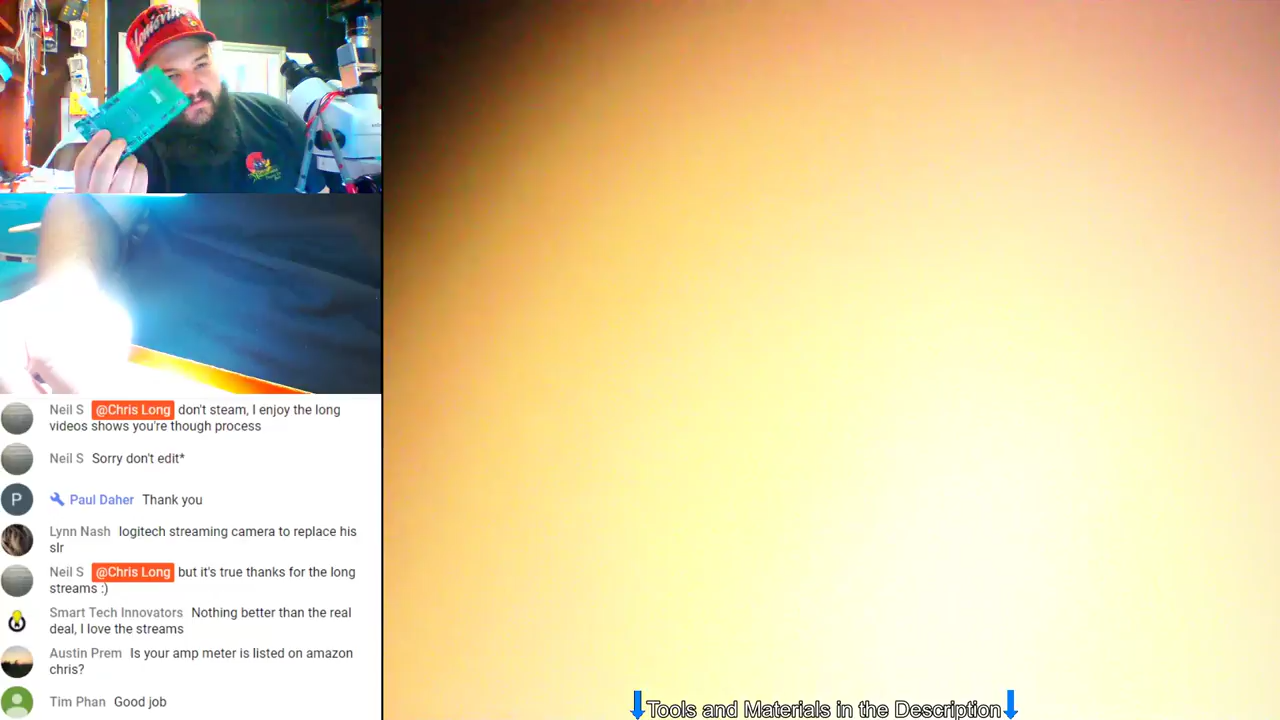 Neil S @Chris Long don't steam, I enjoy the long
videos shows you're though process
Neil S Sorry don't edit*
P Paul Daher Thank you
Lynn Nash logitech streaming camera to replace his
slr
Neil S @Chris Long but it's true thanks for the long
streams :)
Smart Tech Innovators Nothing better than the real
deal, I love the streams
Austin Prem Is your amp meter is listed on amazon
chris?
Tim Phan Good job
Tools and Materials in the Description